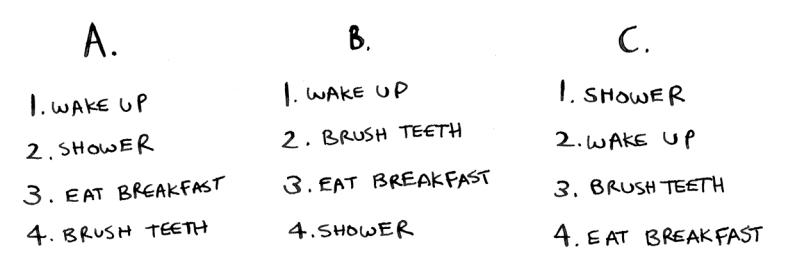 A.
1. WAKE UP
2. SHOWER
3. EAT BREAKFAST
4. BRUSH TEETH
B.
1. WAKE UP
2. BRUSH TEETH
3. EAT BREAKFAST
4. SHOWER
C.
1. SHOWER
2. WAKE UP
3. BRUSH TEETH
4. EAT BREAKFAST